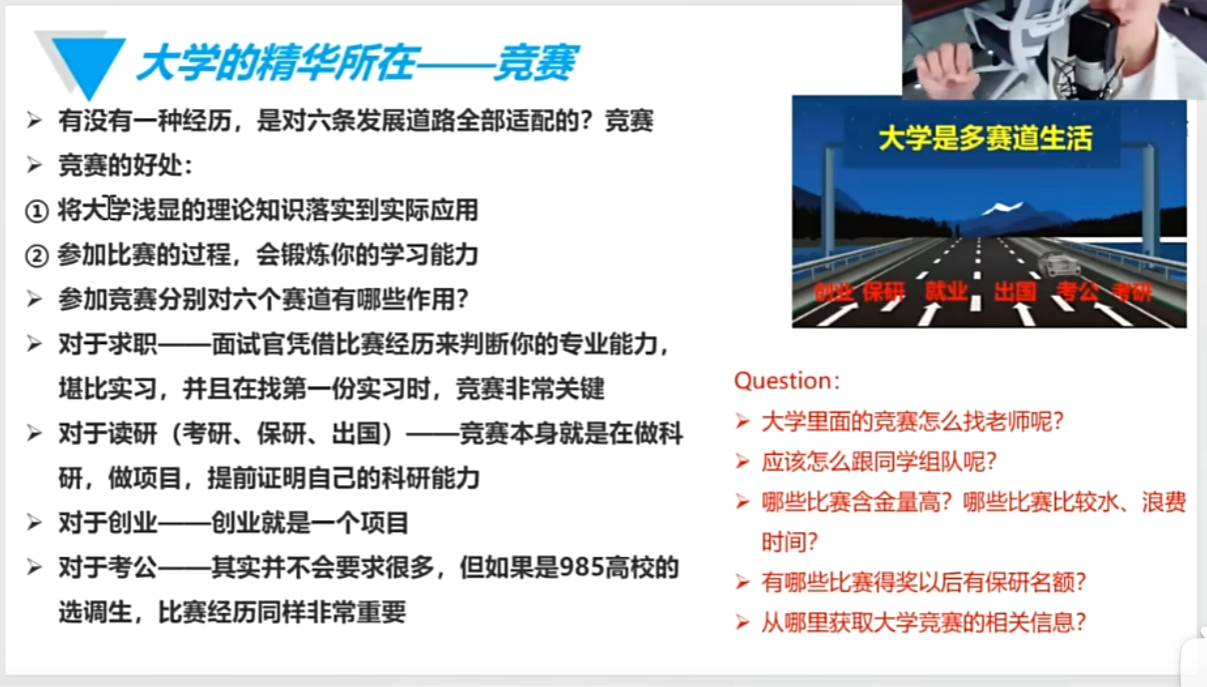 大学的精华所在——竞赛
➢ 有没有一种经历，是对六条发展道路全部适配的？竞赛
➢ 竞赛的好处：
① 将大学浅显的理论知识落实到实际应用
② 参加比赛的过程，会锻炼你的学习能力
➢ 参加竞赛分别对六个赛道有哪些作用？
➢ 对于求职——面试官凭借比赛经历来判断你的专业能力，
堪比实习，并且在找第一份实习时，竞赛非常关键
➢ 对于读研（考研、保研、出国）——竞赛本身就是在做科
研，做项目，提前证明自己的科研能力
➢ 对于创业——创业就是一个项目
➢ 对于考公——其实并不会要求很多，但如果是985高校的
选调生，比赛经历同样非常重要
大学是多赛道生活
创业 保研 就业 出国 考公 考研
Question：
➢ 大学里面的竞赛怎么找老师呢？
➢ 应该怎么跟同学组队呢？
➢ 哪些比赛含金量高？哪些比赛比较水、浪费
时间？
➢ 有哪些比赛得奖以后有保研名额？
➢ 从哪里获取大学竞赛的相关信息？